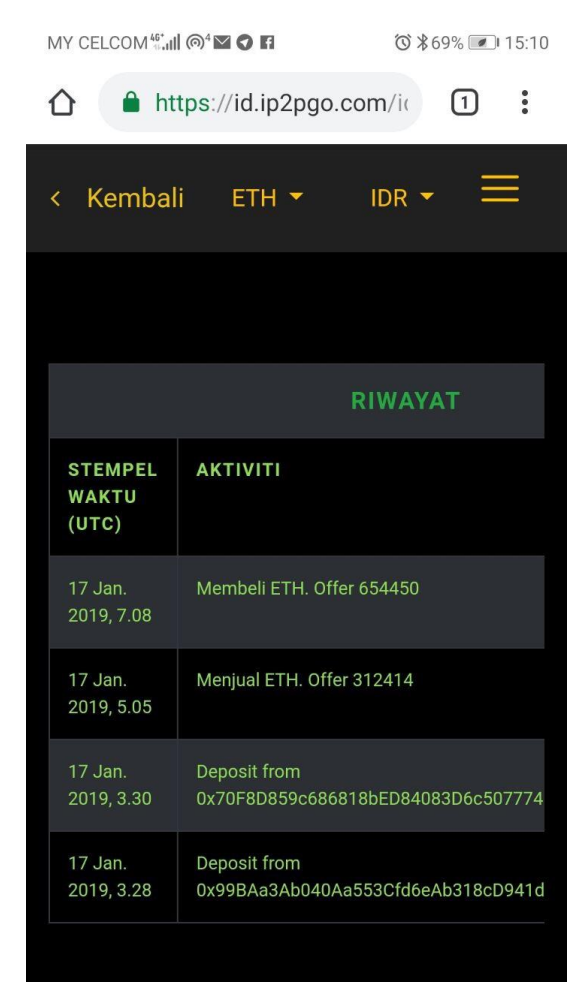 MY CELCOM 4G+ 4 69% 15:10
https://id.ip2pgo.com/i 1
< Kembali ETH IDR
RIWAYAT
STEMPEL
WAKTU
(UTC)
AKTIVITI
17 Jan.
2019, 7.08
Membeli ETH. Offer 654450
17 Jan.
2019, 5.05
Menjual ETH. Offer 312414
17 Jan.
2019, 3.30
Deposit from
0x70F8D859c686818bED84083D6c507774
17 Jan.
2019, 3.28
Deposit from
0x99BAa3Ab040Aa553Cfd6eAb318cD941d